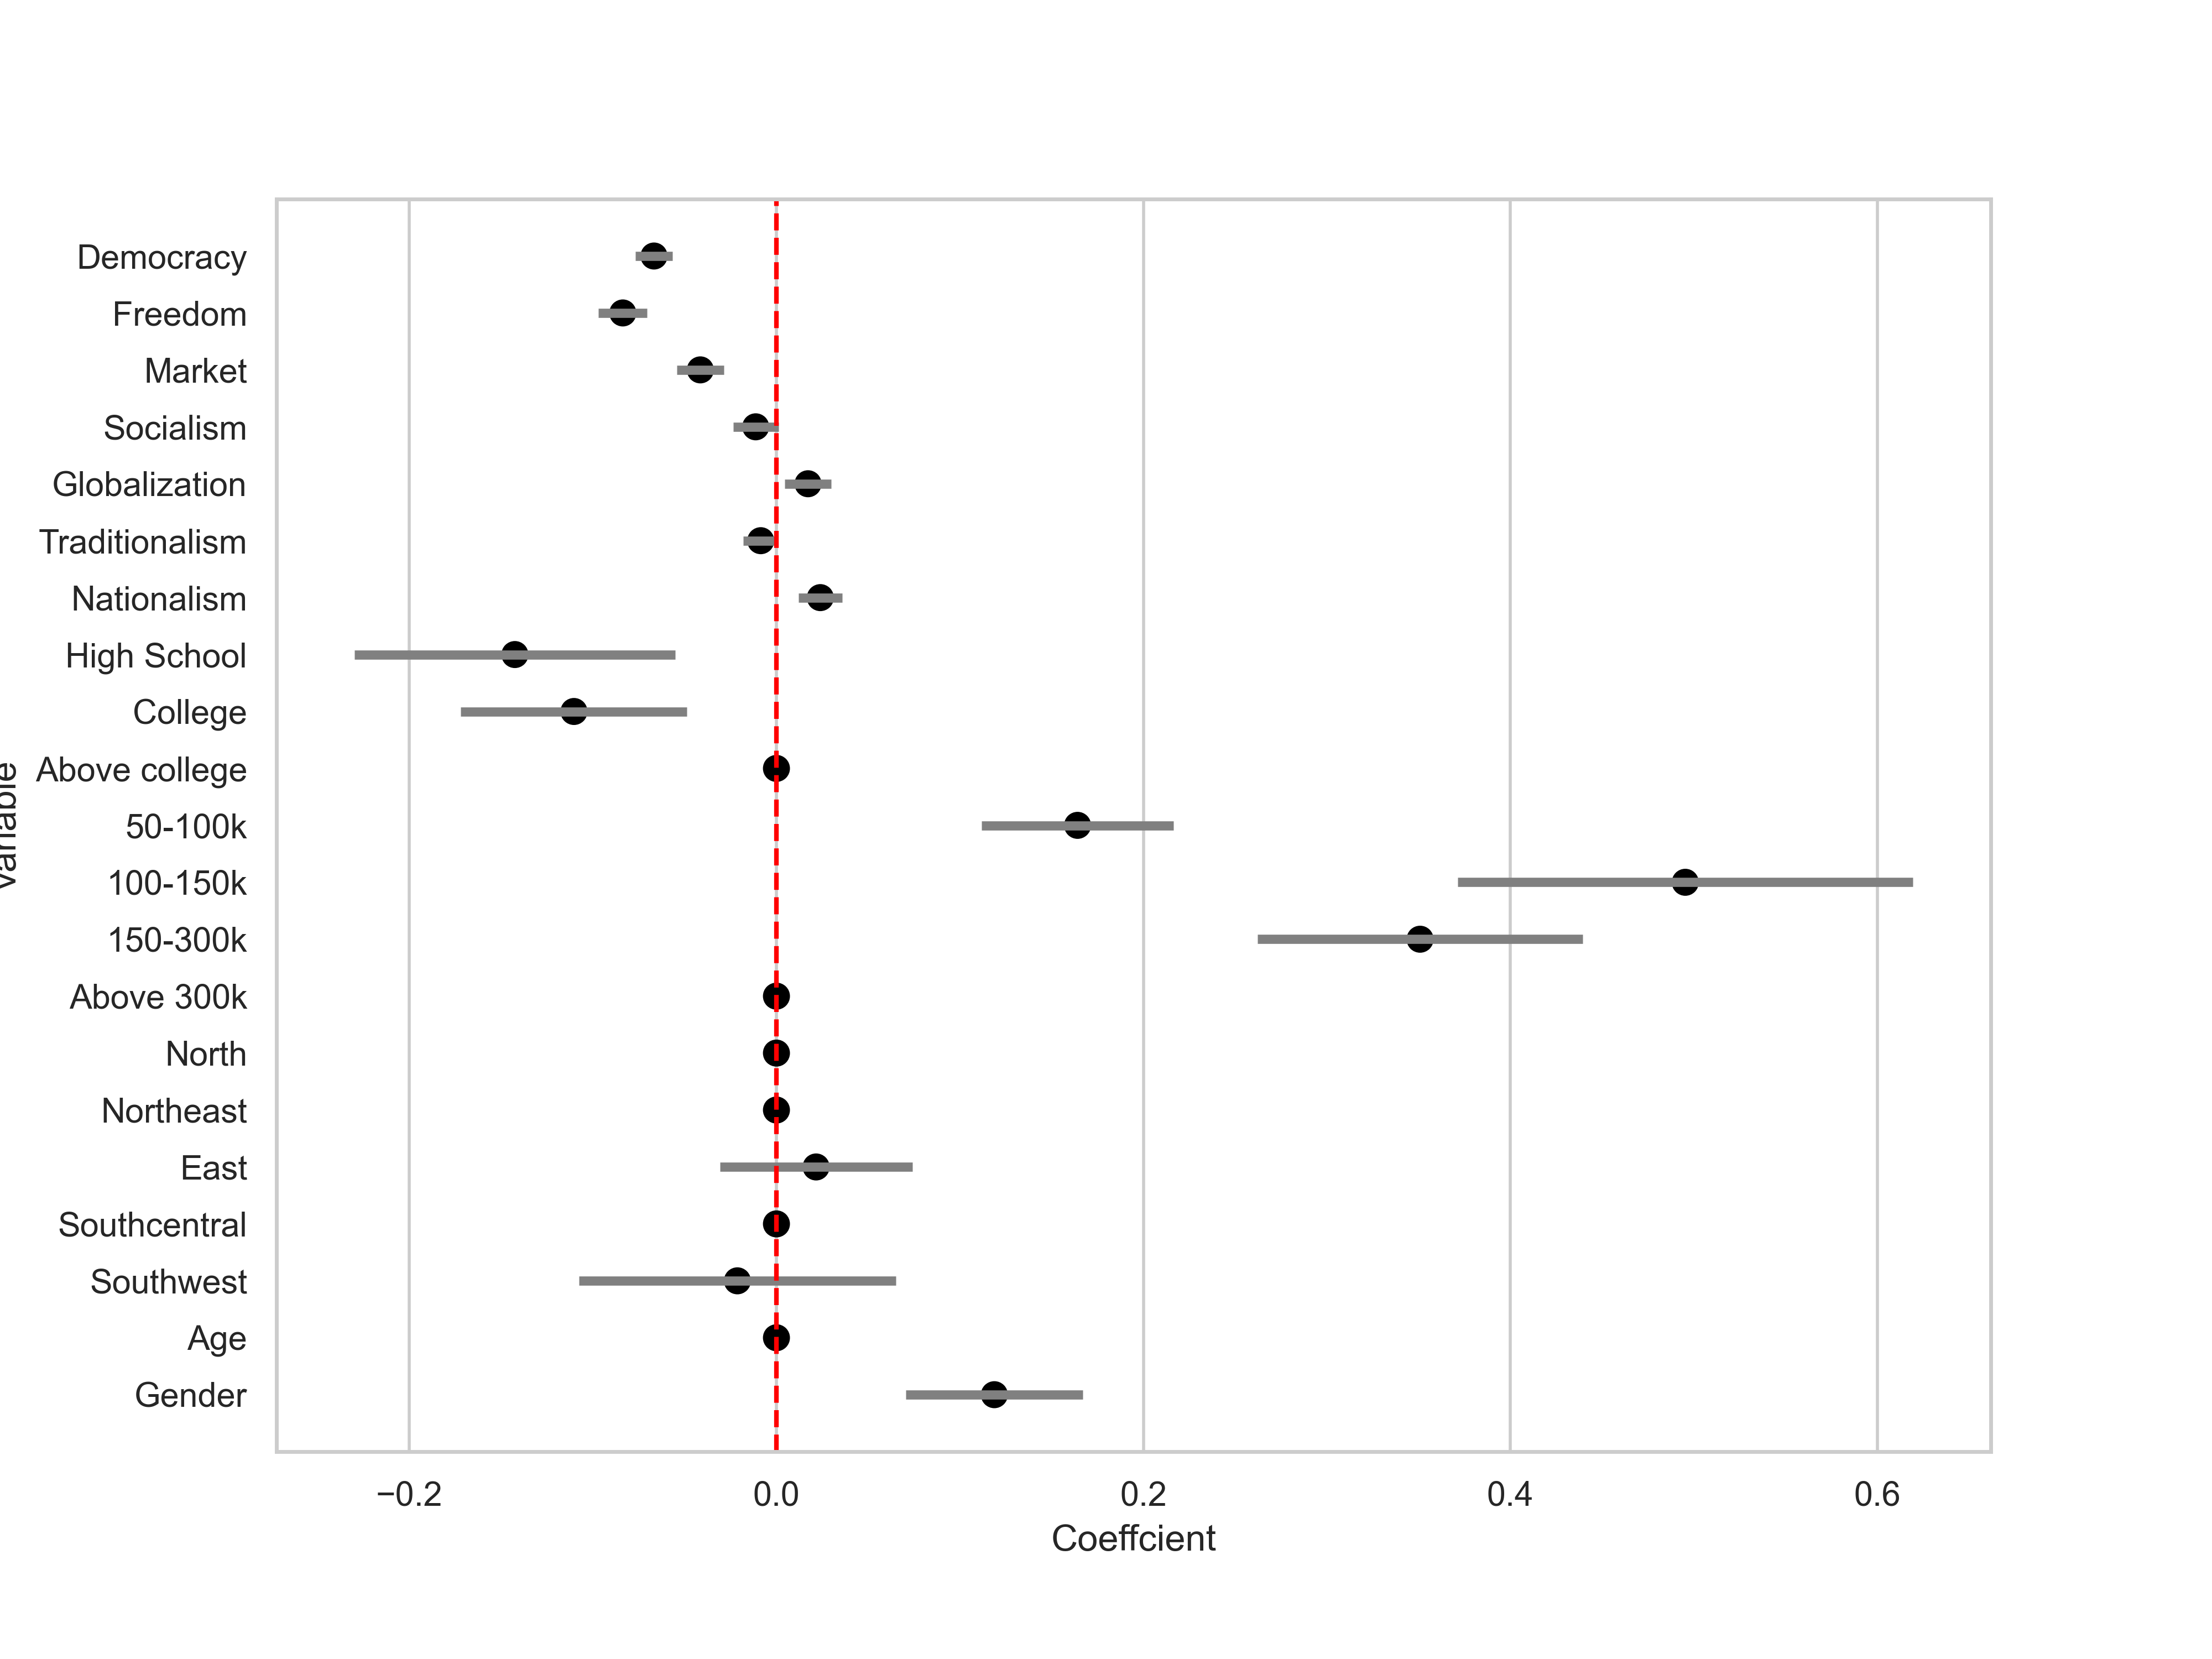 Democracy
Freedom
Market
Socialism
Globalization
Traditionalism
Nationalism
High School
College
Above college
50-100k
100-150k
150-300k
Above 300k
North
Northeast
East
Southcentral
Southwest
Age
Gender
Variable
−0.2 0.0 0.2 0.4 0.6
Coeffcient